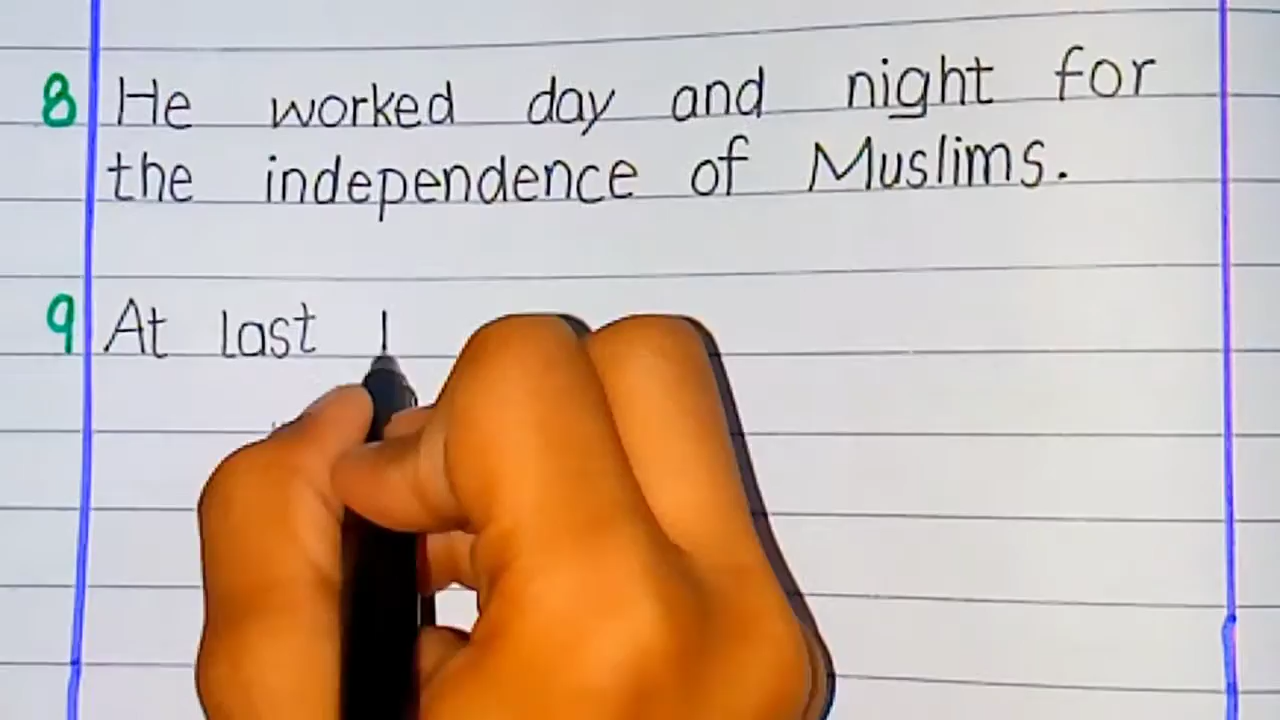 8 He worked day and night for
the independence of Muslims.
9 At last